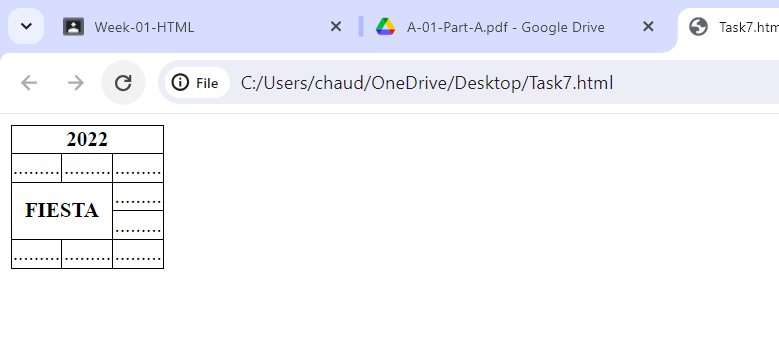 Week-01-HTML
A-01-Part-A.pdf - Google Drive
Task7.htm
File
C:/Users/chaud/OneDrive/Desktop/Task7.html
2022
......... ......... .........
FIESTA .........
.........
......... ......... .........